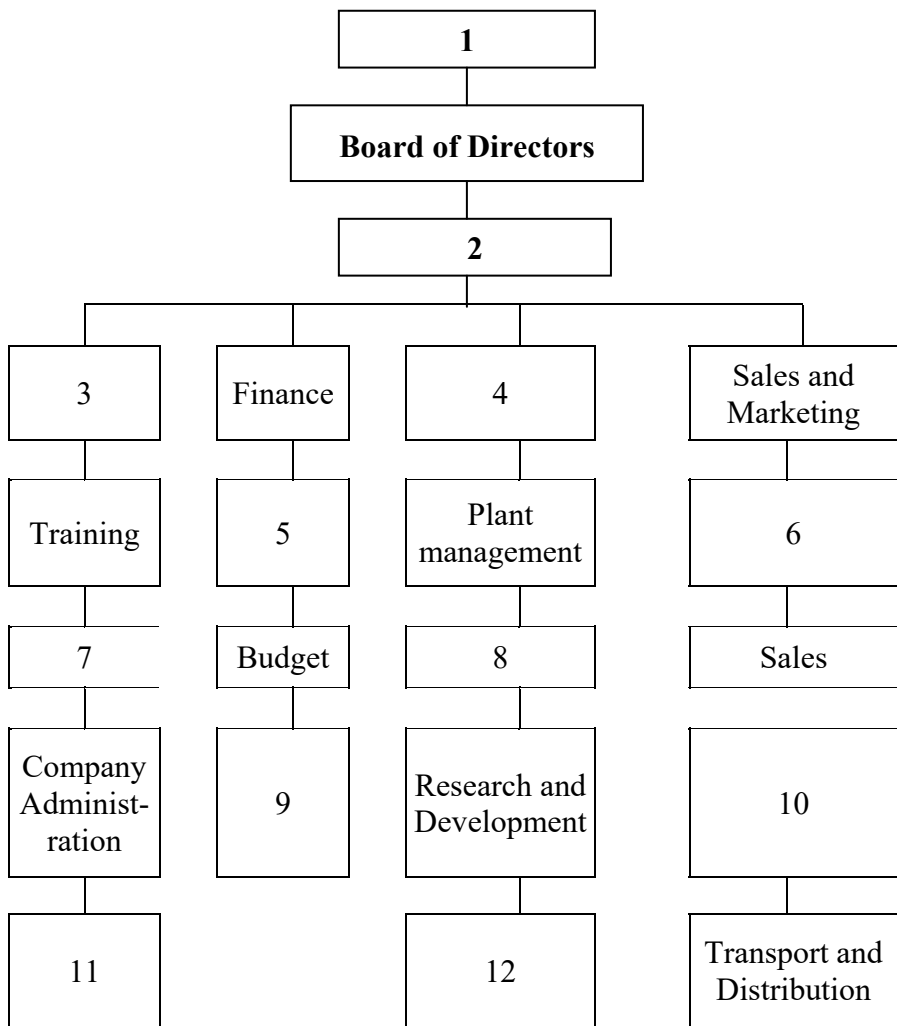 1
Board of Directors
2
3
Finance
4
Sales and
Marketing
Training
5
Plant
management
6
7
Budget
8
Sales
Company
Administ-
ration
9
Research and
Development
10
11
12
Transport and
Distribution